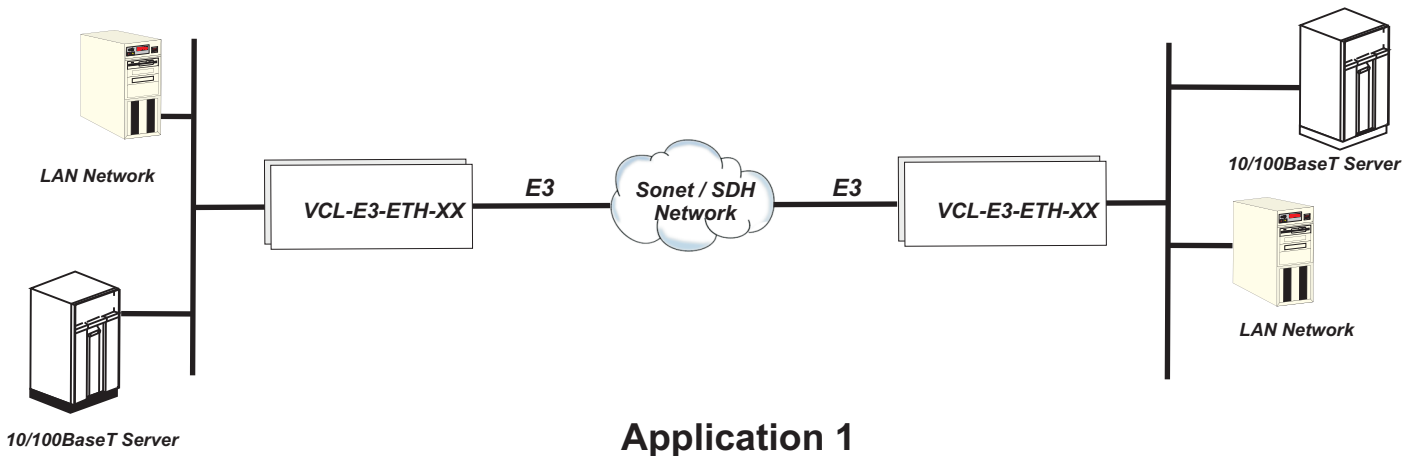 LAN Network
10/100BaseT Server
VCL-E3-ETH-XX
E3
Sonet / SDH
Network
E3
VCL-E3-ETH-XX
10/100BaseT Server
LAN Network
Application 1